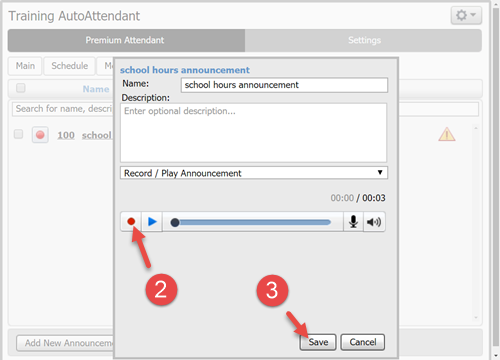 Training AutoAttendant
Premium Attendant Settings
Main Schedule
school hours announcement
Name: school hours announcement
Description:
Enter optional description...
Name
Search for name, descri
100 school
Record / Play Announcement
00:00 / 00:03
2
3
Save Cancel
Add New Announceme